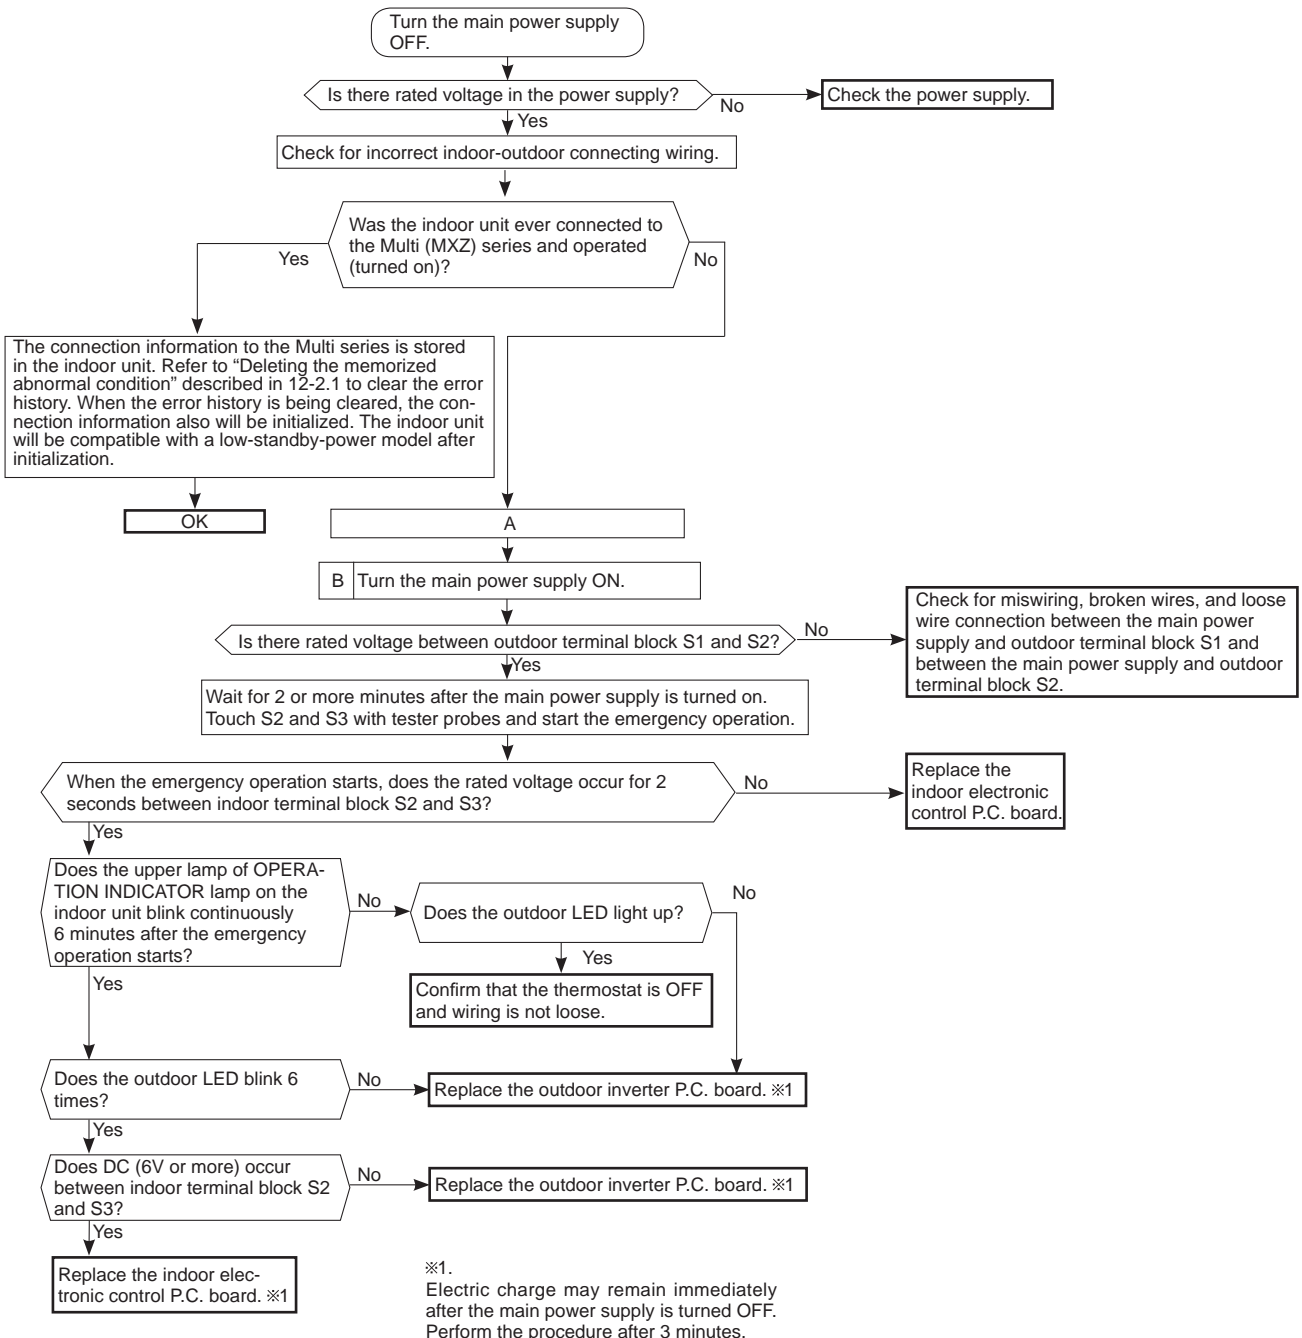 Turn the main power supply
OFF.
Is there rated voltage in the power supply?
No
Check the power supply.
Yes
Check for incorrect indoor-outdoor connecting wiring.
Was the indoor unit ever connected to
the Multi (MXZ) series and operated
(turned on)?
Yes
No
The connection information to the Multi series is stored
in the indoor unit. Refer to “Deleting the memorized
abnormal condition” described in 12-2.1 to clear the error
history. When the error history is being cleared, the con-
nection information also will be initialized. The indoor unit
will be compatible with a low-standby-power model after
initialization.
OK
A
B Turn the main power supply ON.
Is there rated voltage between outdoor terminal block S1 and S2?
No
Check for miswiring, broken wires, and loose
wire connection between the main power
supply and outdoor terminal block S1 and
between the main power supply and outdoor
terminal block S2.
Yes
Wait for 2 or more minutes after the main power supply is turned on.
Touch S2 and S3 with tester probes and start the emergency operation.
When the emergency operation starts, does the rated voltage occur for 2
seconds between indoor terminal block S2 and S3?
No
Replace the
indoor electronic
control P.C. board.
Yes
Does the upper lamp of OPERA-
TION INDICATOR lamp on the
indoor unit blink continuously
6 minutes after the emergency
operation starts?
No
Does the outdoor LED light up?
No
Yes
Confirm that the thermostat is OFF
and wiring is not loose.
Yes
Does the outdoor LED blink 6
times?
No
Replace the outdoor inverter P.C. board. ※1
Yes
Does DC (6V or more) occur
between indoor terminal block S2
and S3?
No
Replace the outdoor inverter P.C. board. ※1
Yes
Replace the indoor elec-
tronic control P.C. board. ※1
※1.
Electric charge may remain immediately
after the main power supply is turned OFF.
Perform the procedure after 3 minutes.